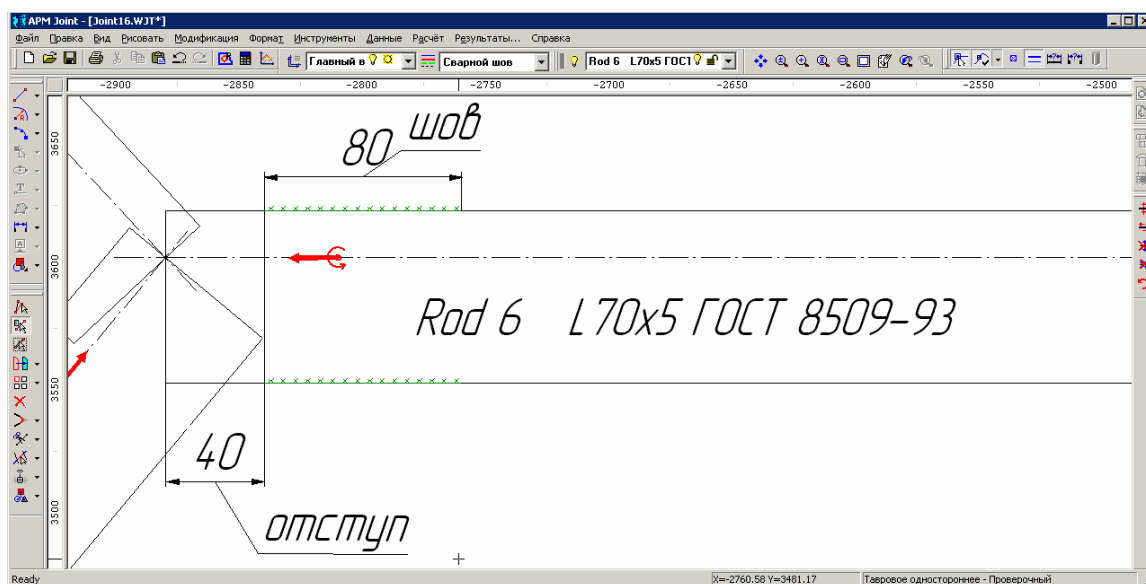 APM Joint - [Joint16.WJT*]
Файл Правка Вид Рисовать Модификация Формат Инструменты Данные Расчёт Результаты... Справка
Главный в Сварной шов Rod 6 L70x5 ГОСТ
-2900 -2850 -2800 -2750 -2700 -2650 -2600 -2550 -2500
3650
3600
3550
3500
шов
80
Rod 6 L70x5 ГОСТ 8509-93
40
отступ
Ready X=-2760.58 Y=3481.17 Тавровое одностороннее - Проверочный